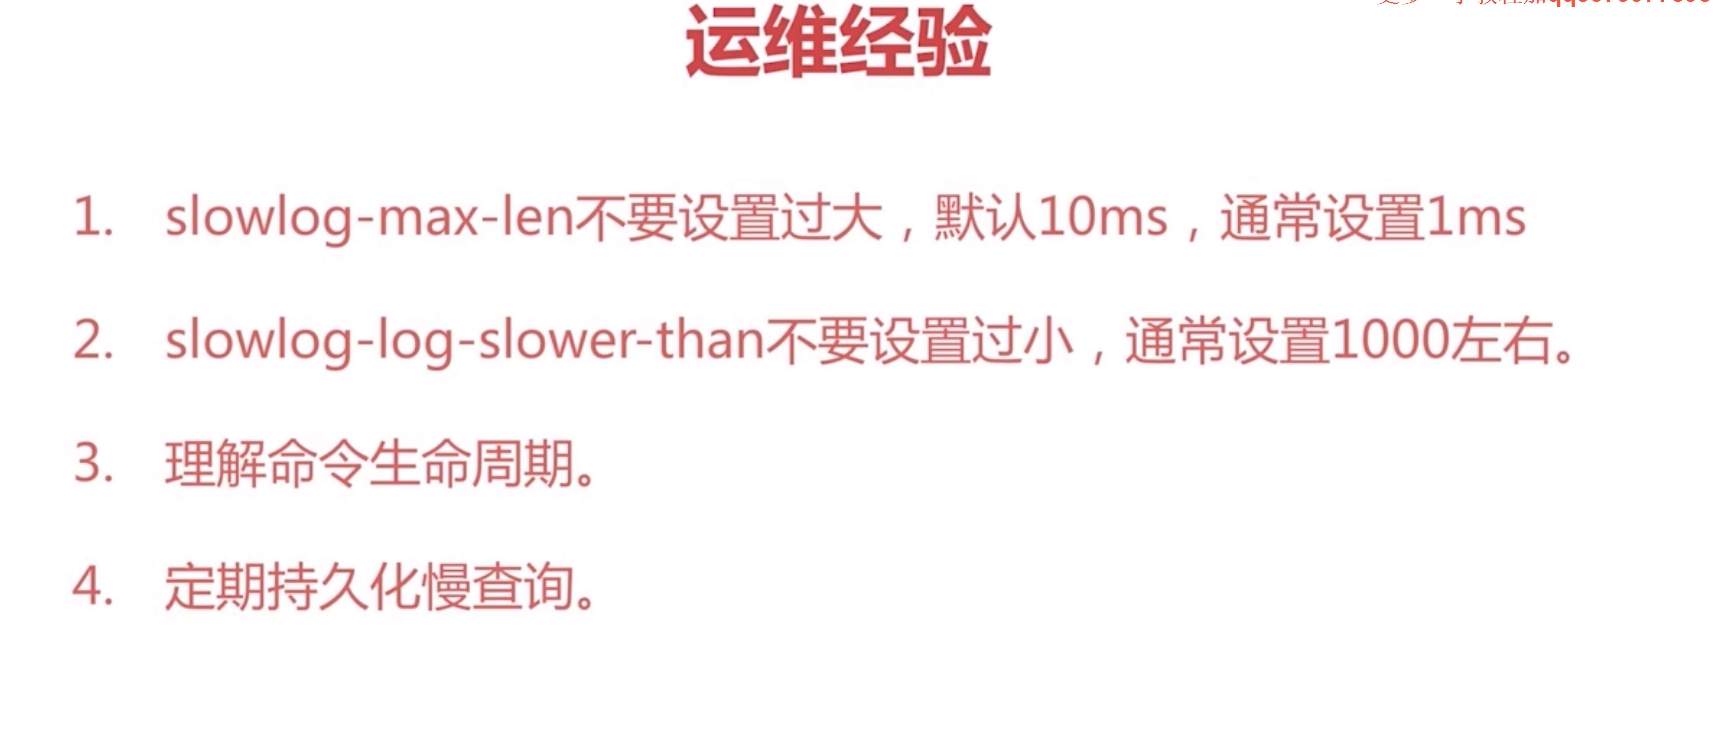 运维经验
1. slowlog-max-len不要设置过大，默认10ms，通常设置1ms
2. slowlog-log-slower-than不要设置过小，通常设置1000左右。
3. 理解命令生命周期。
4. 定期持久化慢查询。